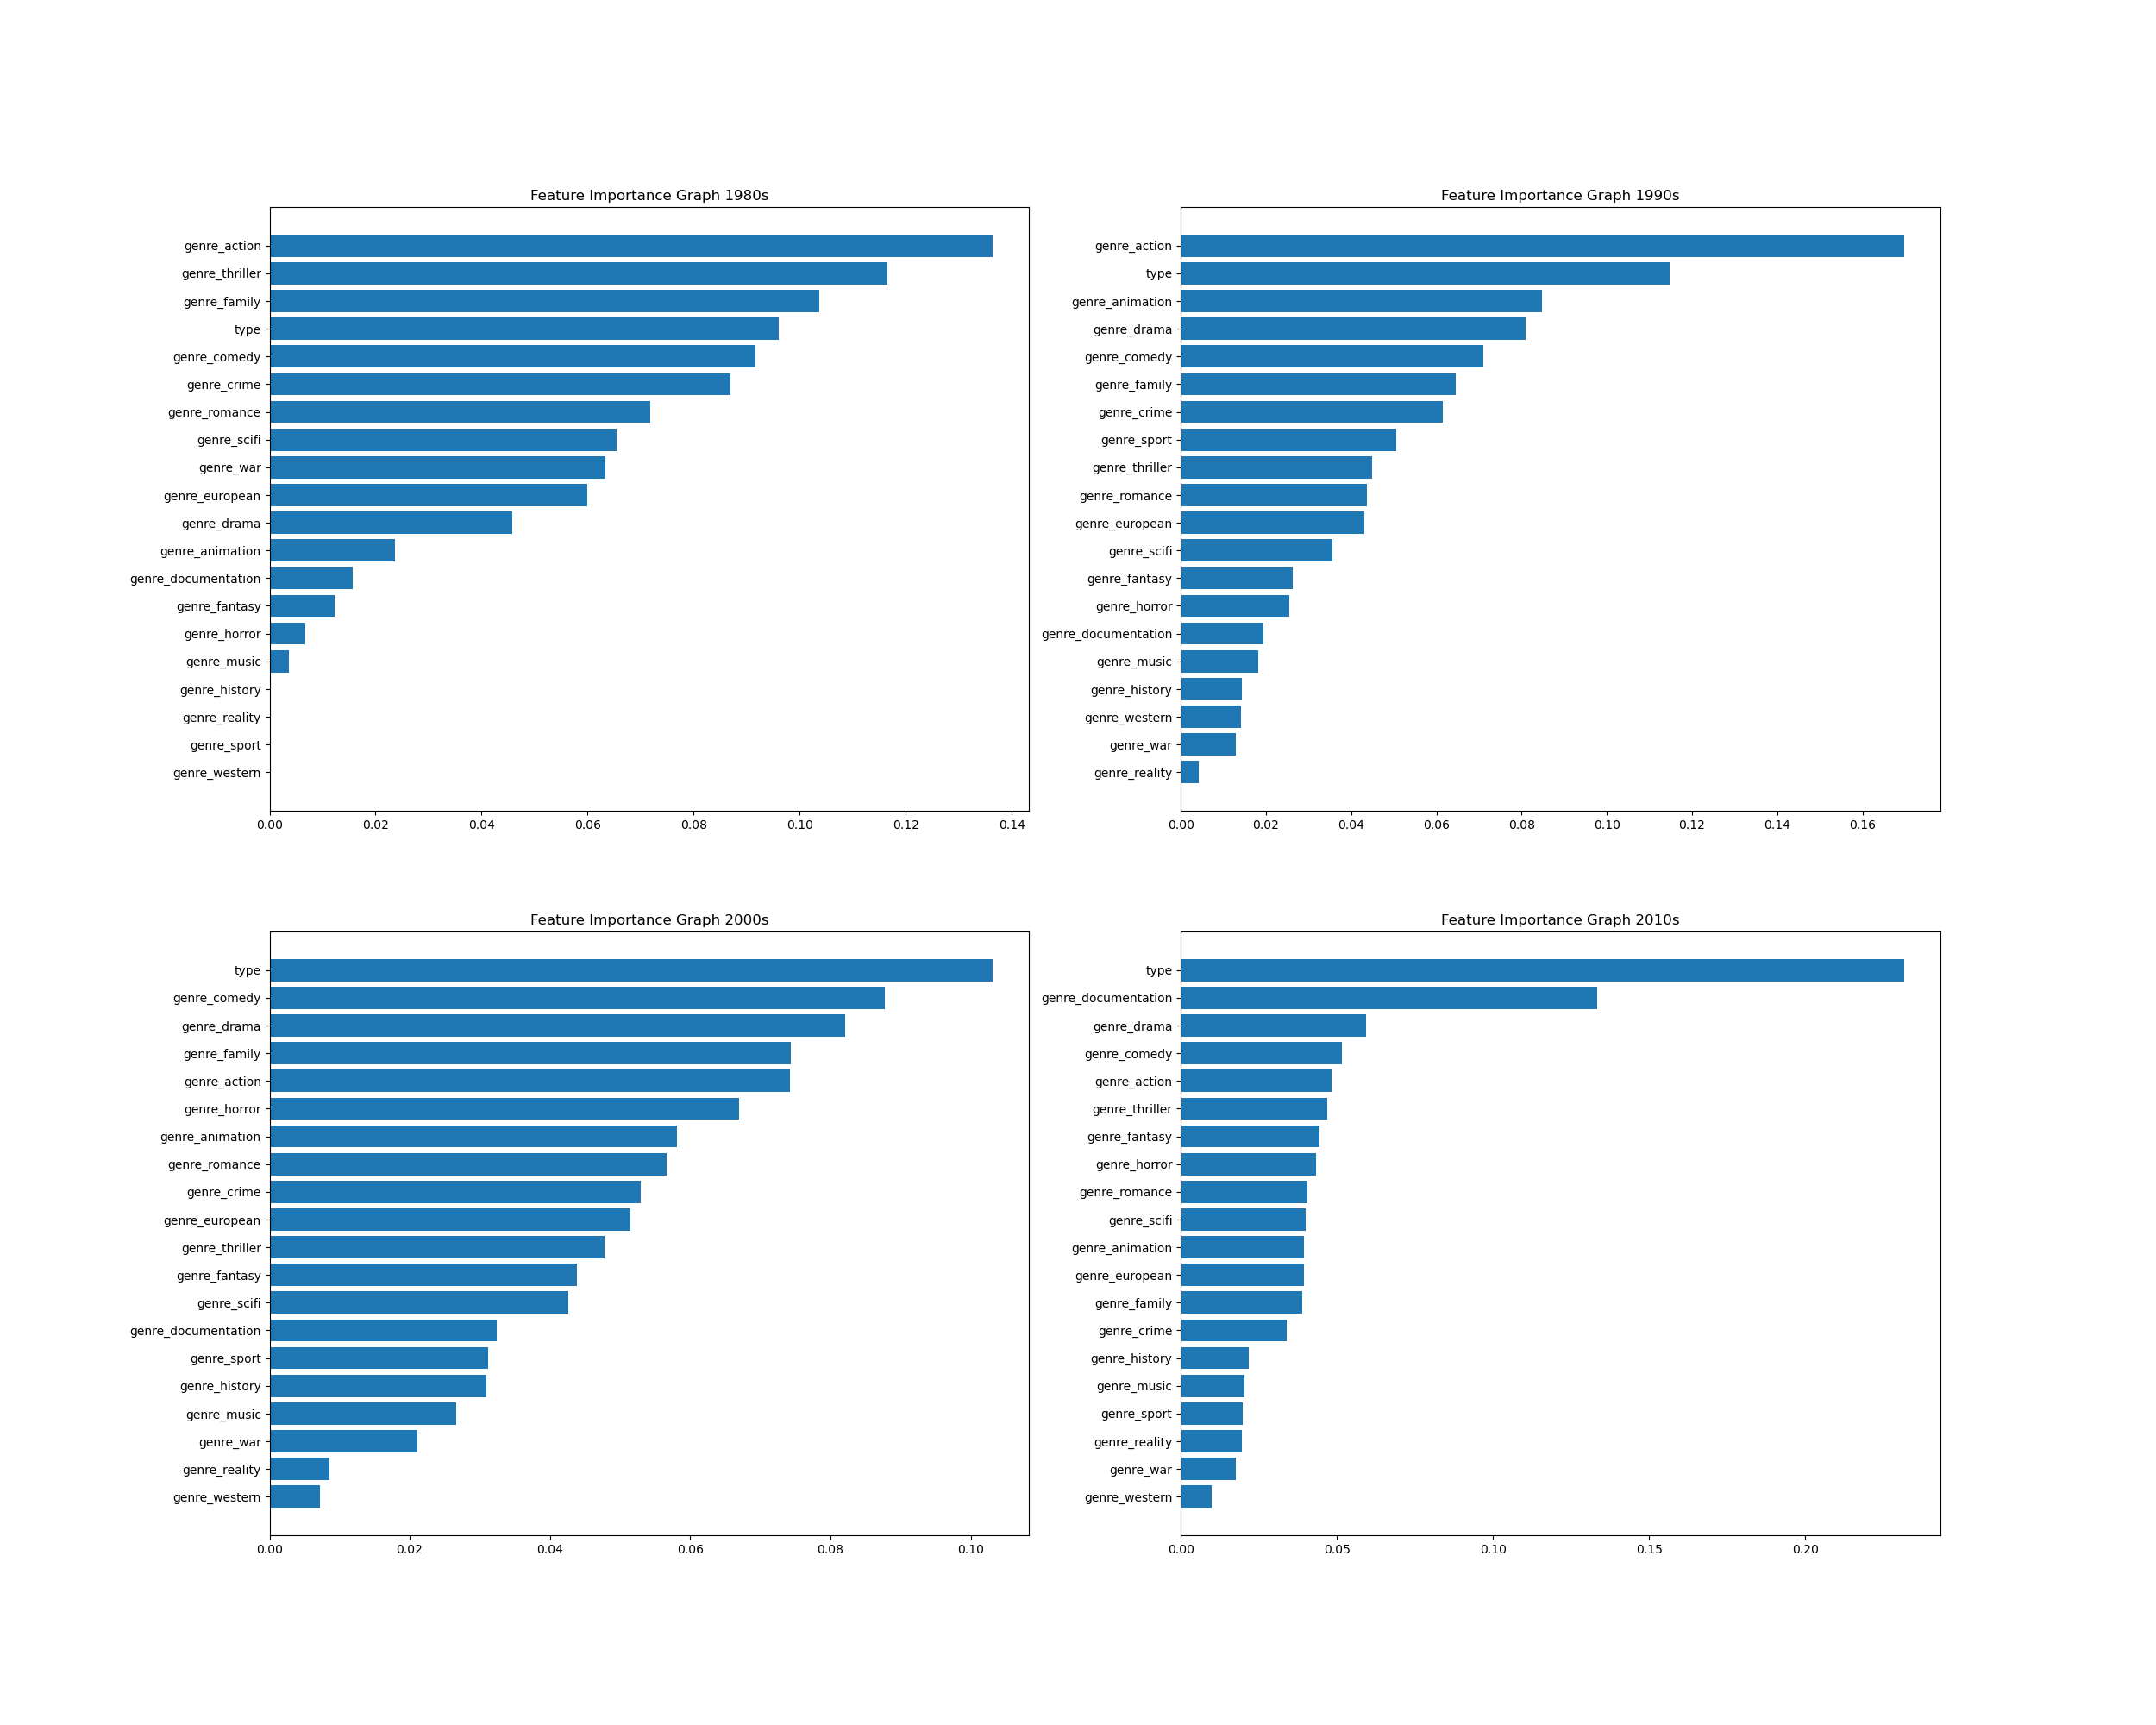 Feature Importance Graph 1980s
genre_action
genre_thriller
genre_family
type
genre_comedy
genre_crime
genre_romance
genre_scifi
genre_war
genre_european
genre_drama
genre_animation
genre_documentation
genre_fantasy
genre_horror
genre_music
genre_history
genre_reality
genre_sport
genre_western
0.00 0.02 0.04 0.06 0.08 0.10 0.12 0.14
Feature Importance Graph 1990s
genre_action
type
genre_animation
genre_drama
genre_comedy
genre_family
genre_crime
genre_sport
genre_thriller
genre_romance
genre_european
genre_scifi
genre_fantasy
genre_horror
genre_documentation
genre_music
genre_history
genre_western
genre_war
genre_reality
0.00 0.02 0.04 0.06 0.08 0.10 0.12 0.14 0.16
Feature Importance Graph 2000s
type
genre_comedy
genre_drama
genre_family
genre_action
genre_horror
genre_animation
genre_romance
genre_crime
genre_european
genre_thriller
genre_fantasy
genre_scifi
genre_documentation
genre_sport
genre_history
genre_music
genre_war
genre_reality
genre_western
0.00 0.02 0.04 0.06 0.08 0.10
Feature Importance Graph 2010s
type
genre_documentation
genre_drama
genre_comedy
genre_action
genre_thriller
genre_fantasy
genre_horror
genre_romance
genre_scifi
genre_animation
genre_european
genre_family
genre_crime
genre_history
genre_music
genre_sport
genre_reality
genre_war
genre_western
0.00 0.05 0.10 0.15 0.20